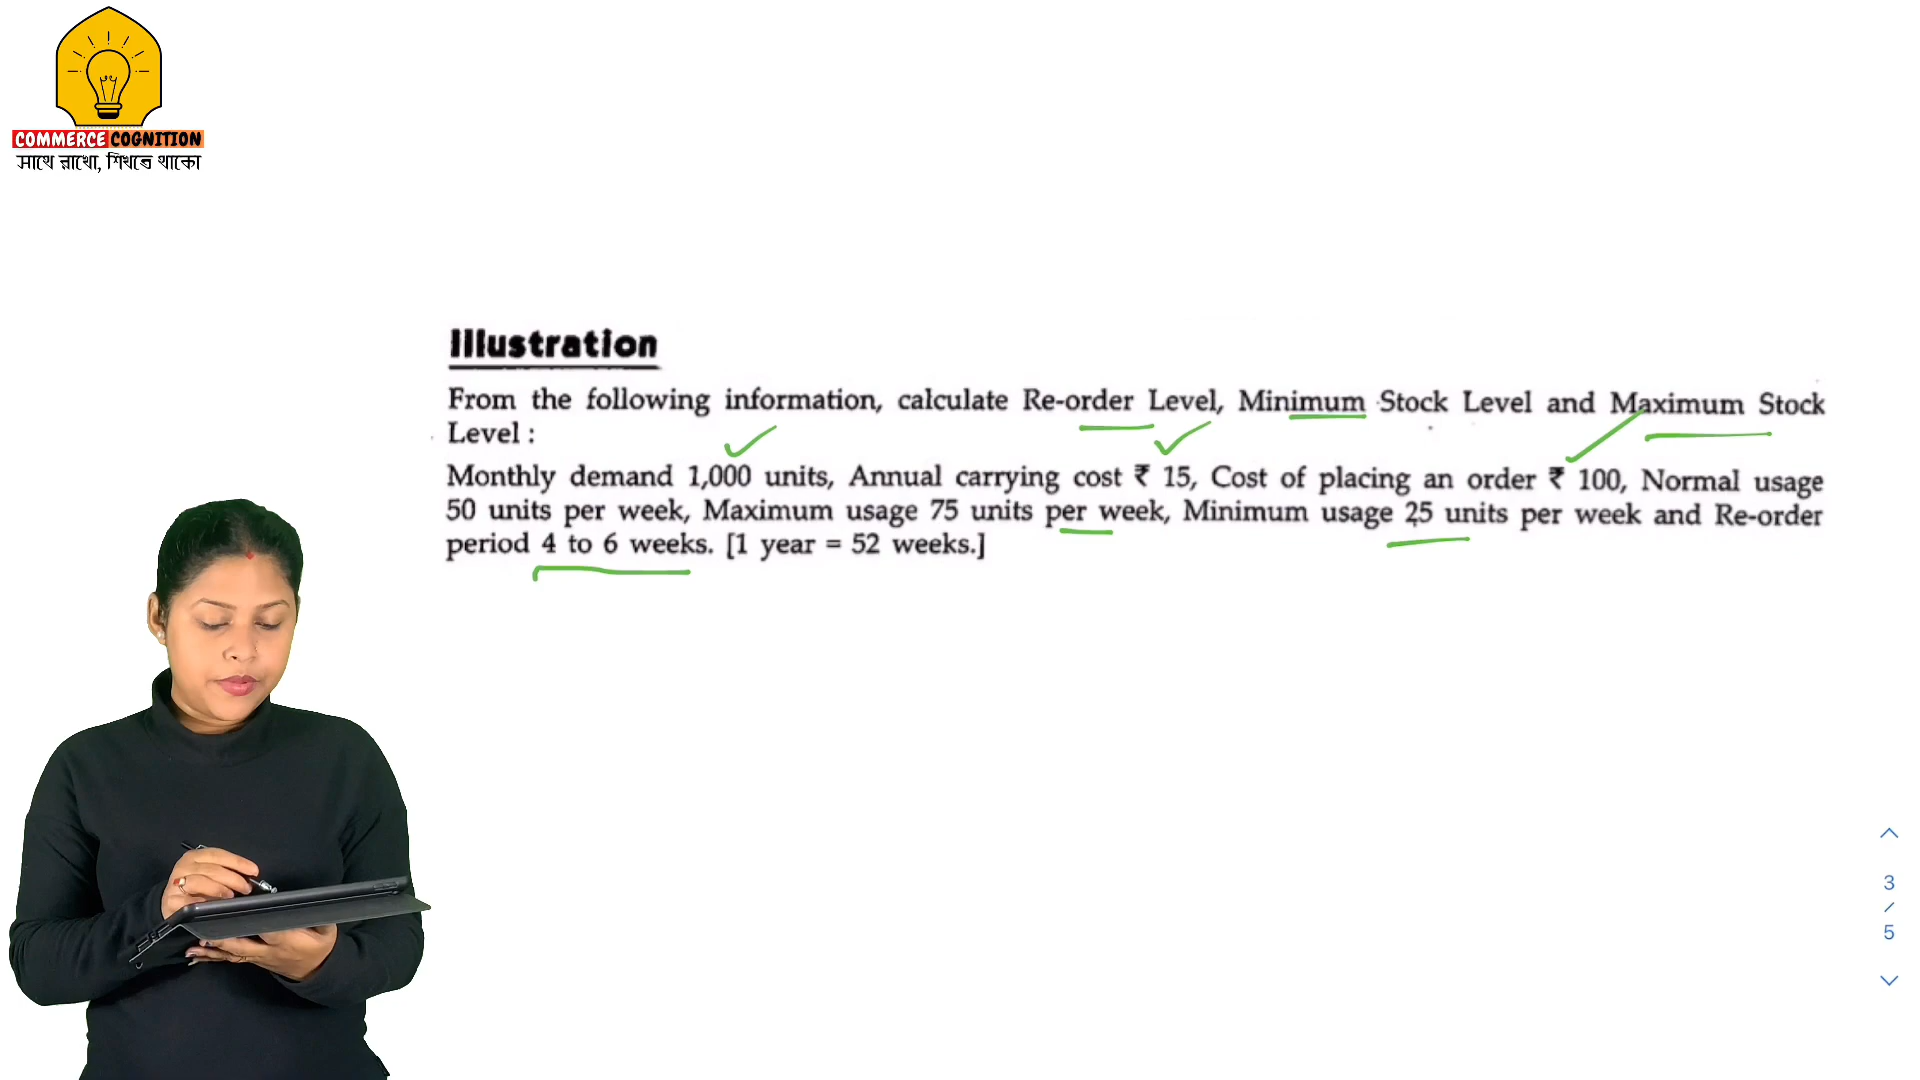 COMMERCE COGNITION
সাথে রাখো, শিখতে থাকো
Illustration
From the following information, calculate Re-order Level, Minimum Stock Level and Maximum Stock
Level :
Monthly demand 1,000 units, Annual carrying cost ₹ 15, Cost of placing an order ₹ 100, Normal usage
50 units per week, Maximum usage 75 units per week, Minimum usage 25 units per week and Re-order
period 4 to 6 weeks. [1 year = 52 weeks.]
3
/
5